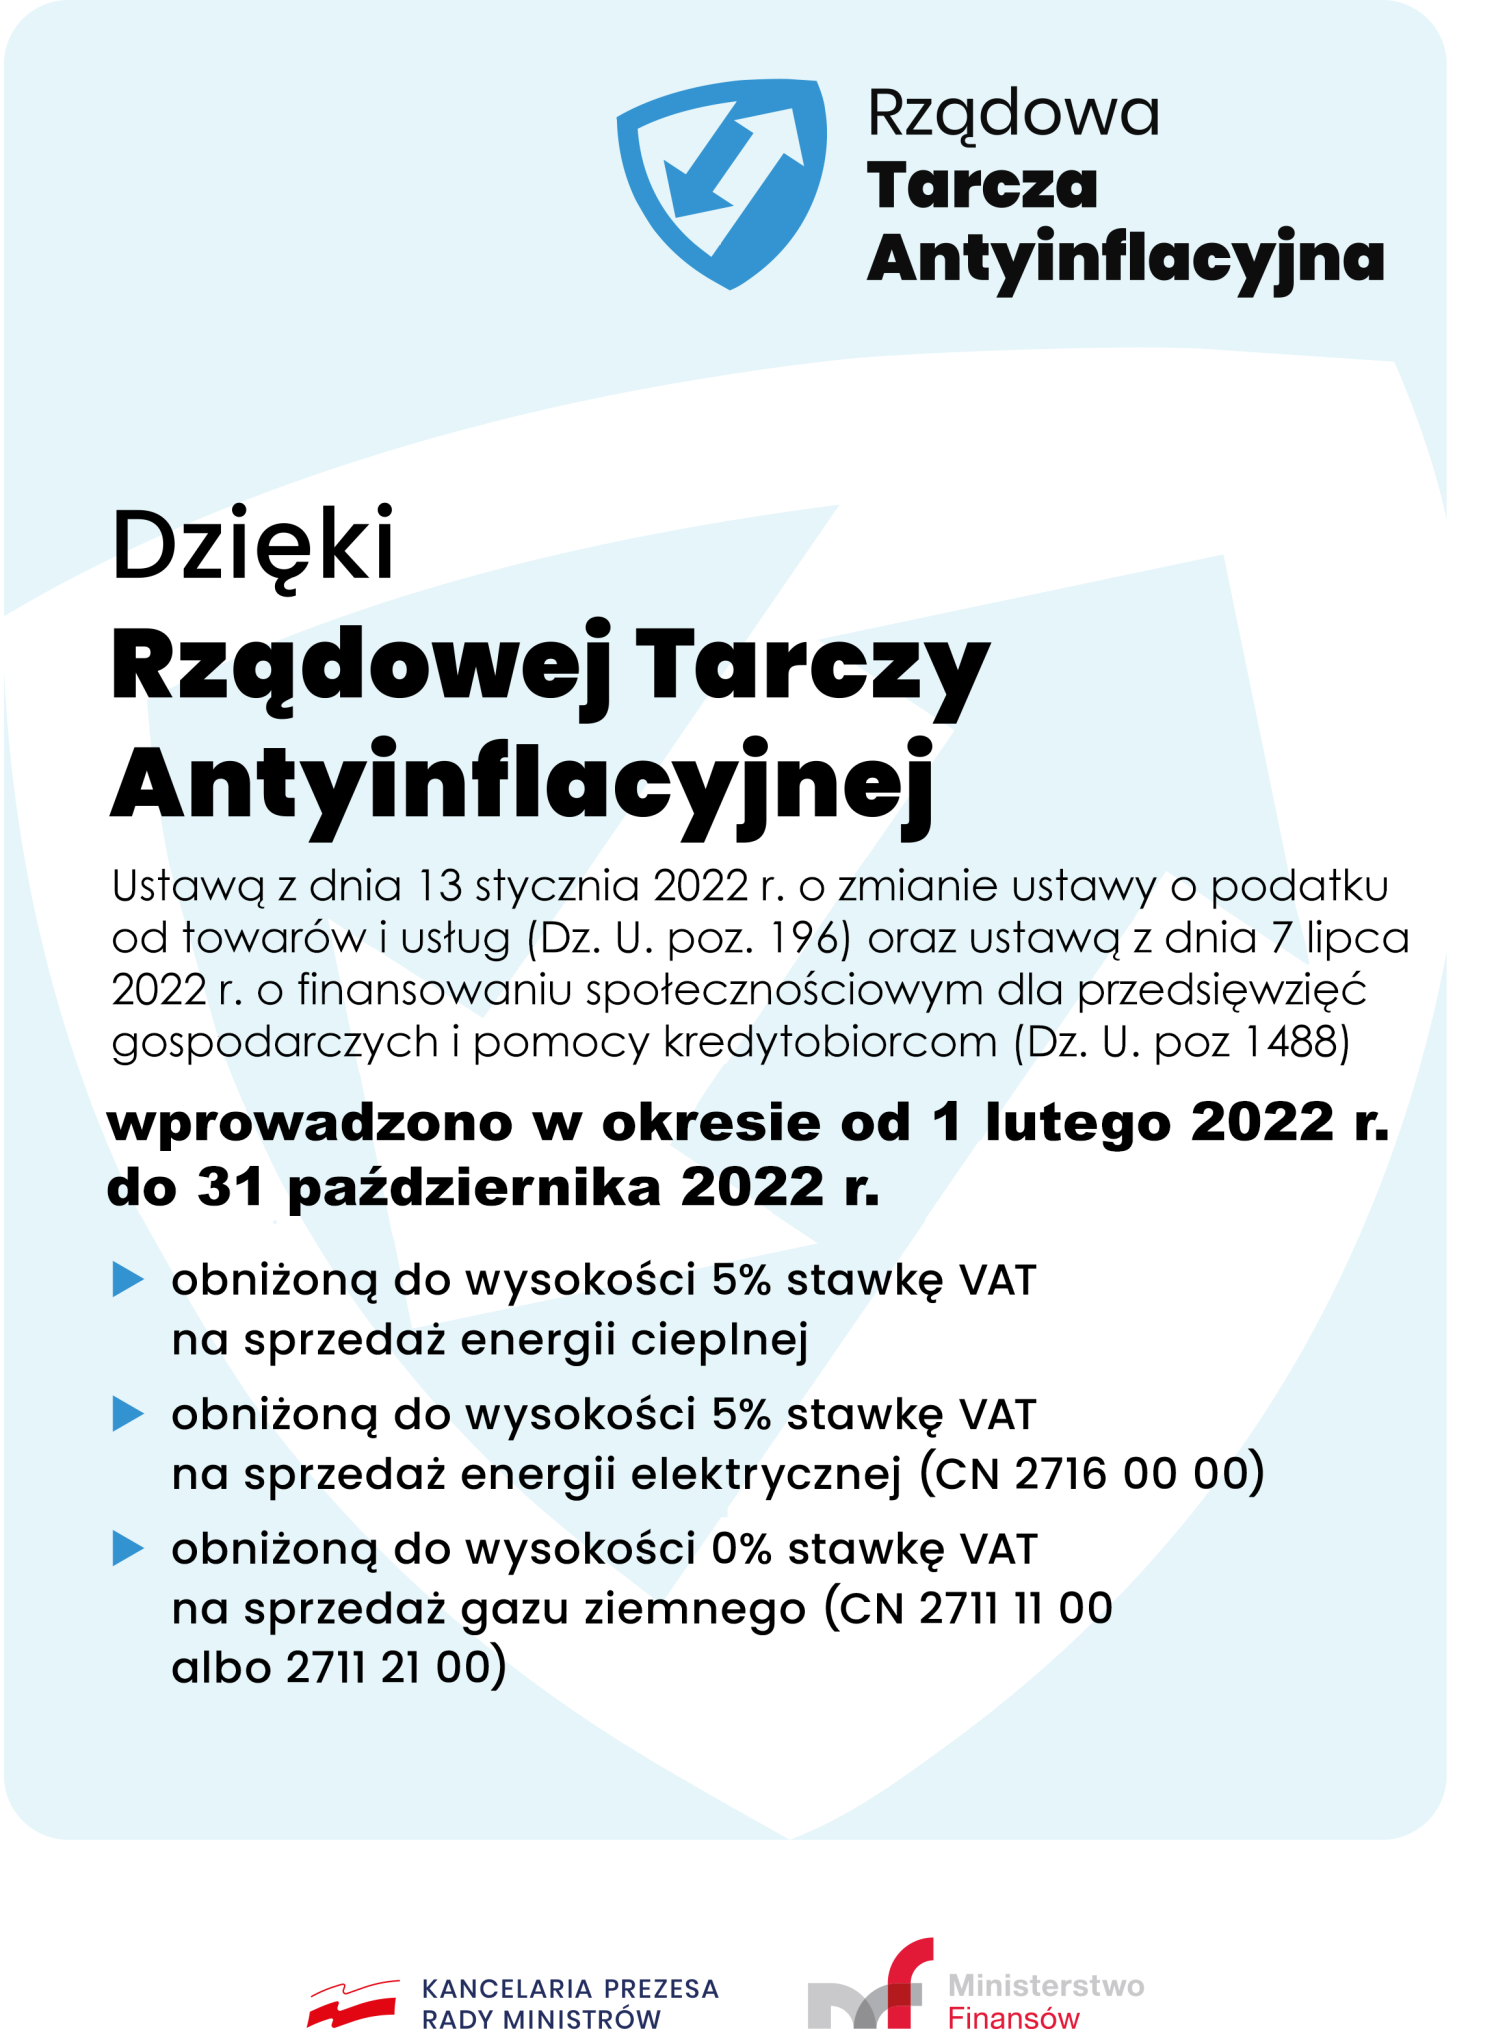 Rządowa
Tarcza
Antyinflacyjna
Dzięki
Rządowej Tarczy
Antyinflacyjnej
Ustawą z dnia 13 stycznia 2022 r. o zmianie ustawy o podatku
od towarów i usług (Dz. U. poz. 196) oraz ustawą z dnia 7 lipca
2022 r. o finansowaniu społecznościowym dla przedsięwzięć
gospodarczych i pomocy kredytobiorcom (Dz. U. poz 1488)
wprowadzono w okresie od 1 lutego 2022 r.
do 31 października 2022 r.
obniżoną do wysokości 5% stawkę VAT
na sprzedaż energii cieplnej
obniżoną do wysokości 5% stawkę VAT
na sprzedaż energii elektrycznej (CN 2716 00 00)
obniżoną do wysokości 0% stawkę VAT
na sprzedaż gazu ziemnego (CN 2711 11 00
albo 2711 21 00)
KANCELARIA PREZESA
RADY MINISTRÓW
mf
Ministerstwo
Finansów